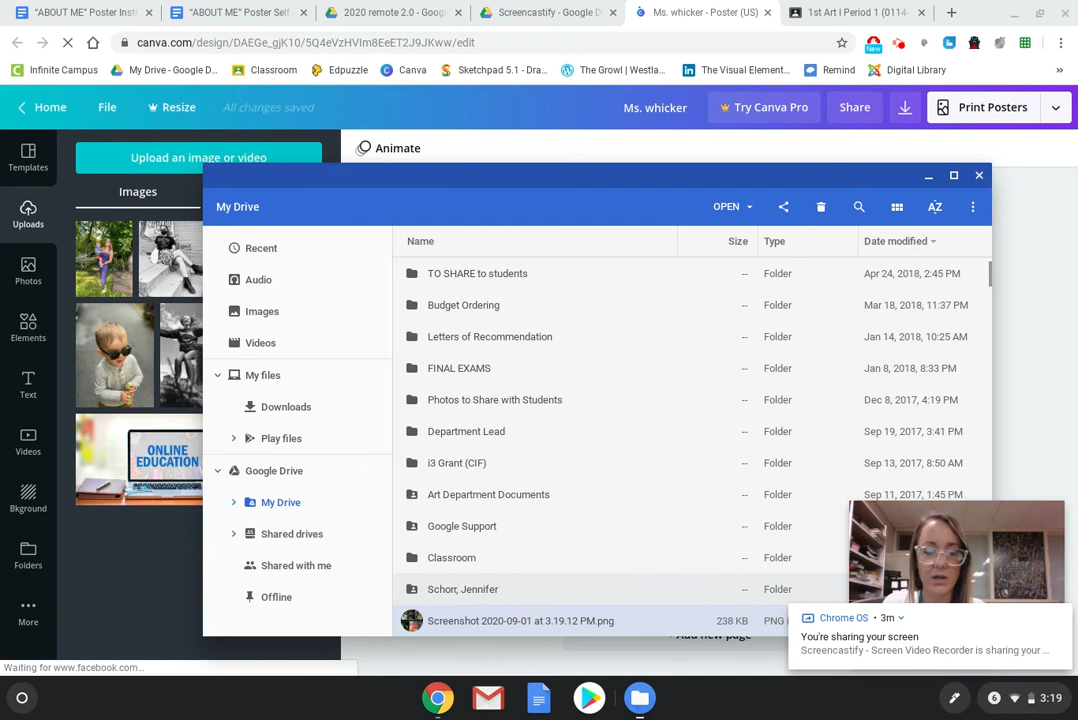 "ABOUT ME" Poster Instr
"ABOUT ME" Poster Self
2020 remote 2.0 - Goog
Screencastify - Google D
Ms. whicker - Poster (US)
1st Art I Period 1 (0114-
canva.com/design/DAEGe_gjK10/5Q4eVzHVIm8EeET2J9JKww/edit
New
Infinite Campus
My Drive - Google D...
Classroom
Edpuzzle
Canva
Sketchpad 5.1 - Dra...
The Growl | Westla...
The Visual Element...
Remind
Digital Library
»
Home
File
Resize
All changes saved
Ms. whicker
Try Canva Pro
Share
Print Posters
Templates
Uploads
Photos
Elements
Text
Videos
Bkground
Folders
More
Upload an image or video
Images
ONLINE
EDUCATION
Animate
My Drive
OPEN
AZ
Recent
Audio
Images
Videos
My files
Downloads
Play files
Google Drive
My Drive
Shared drives
Shared with me
Offline
Name Size Type Date modified
TO SHARE to students -- Folder Apr 24, 2018, 2:45 PM
Budget Ordering -- Folder Mar 18, 2018, 11:37 PM
Letters of Recommendation -- Folder Jan 14, 2018, 10:25 AM
FINAL EXAMS -- Folder Jan 8, 2018, 8:33 PM
Photos to Share with Students -- Folder Dec 8, 2017, 4:19 PM
Department Lead -- Folder Sep 19, 2017, 3:41 PM
i3 Grant (CIF) -- Folder Sep 13, 2017, 8:50 AM
Art Department Documents -- Folder Sep 11, 2017, 1:45 PM
Google Support -- Folder
Classroom -- Folder
Schorr, Jennifer -- Folder
Screenshot 2020-09-01 at 3.19.12 PM.png 238 KB PNG i
+ Add new page
Chrome OS • 3m
You're sharing your screen
Screencastify - Screen Video Recorder is sharing your ...
Waiting for www.facebook.com...
6
3:19